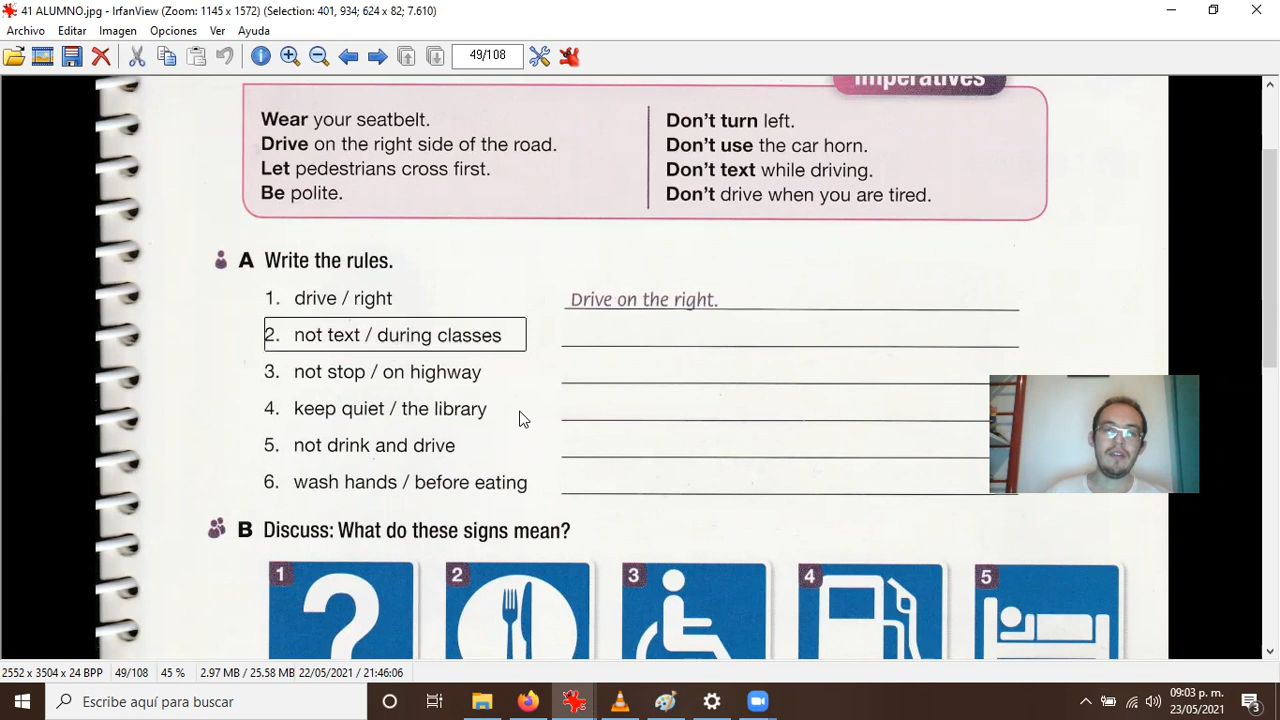 41 ALUMNO.jpg - IrfanView (Zoom: 1145 x 1572) (Selection: 401, 934; 624 x 82; 7.610)
Archivo Editar Imagen Opciones Ver Ayuda
49/108
Imperatives
Wear your seatbelt.
Drive on the right side of the road.
Let pedestrians cross first.
Be polite.
Don't turn left.
Don't use the car horn.
Don't text while driving.
Don't drive when you are tired.
A Write the rules.
1. drive / right Drive on the right.
2. not text / during classes
3. not stop / on highway
4. keep quiet / the library
5. not drink and drive
6. wash hands / before eating
B Discuss: What do these signs mean?
1 2 3 4 5
?
2552 x 3504 x 24 BPP 49/108 45 % 2.97 MB / 25.58 MB 22/05/2021 / 21:46:06
Escribe aquí para buscar
09:03 p. m.
23/05/2021
3